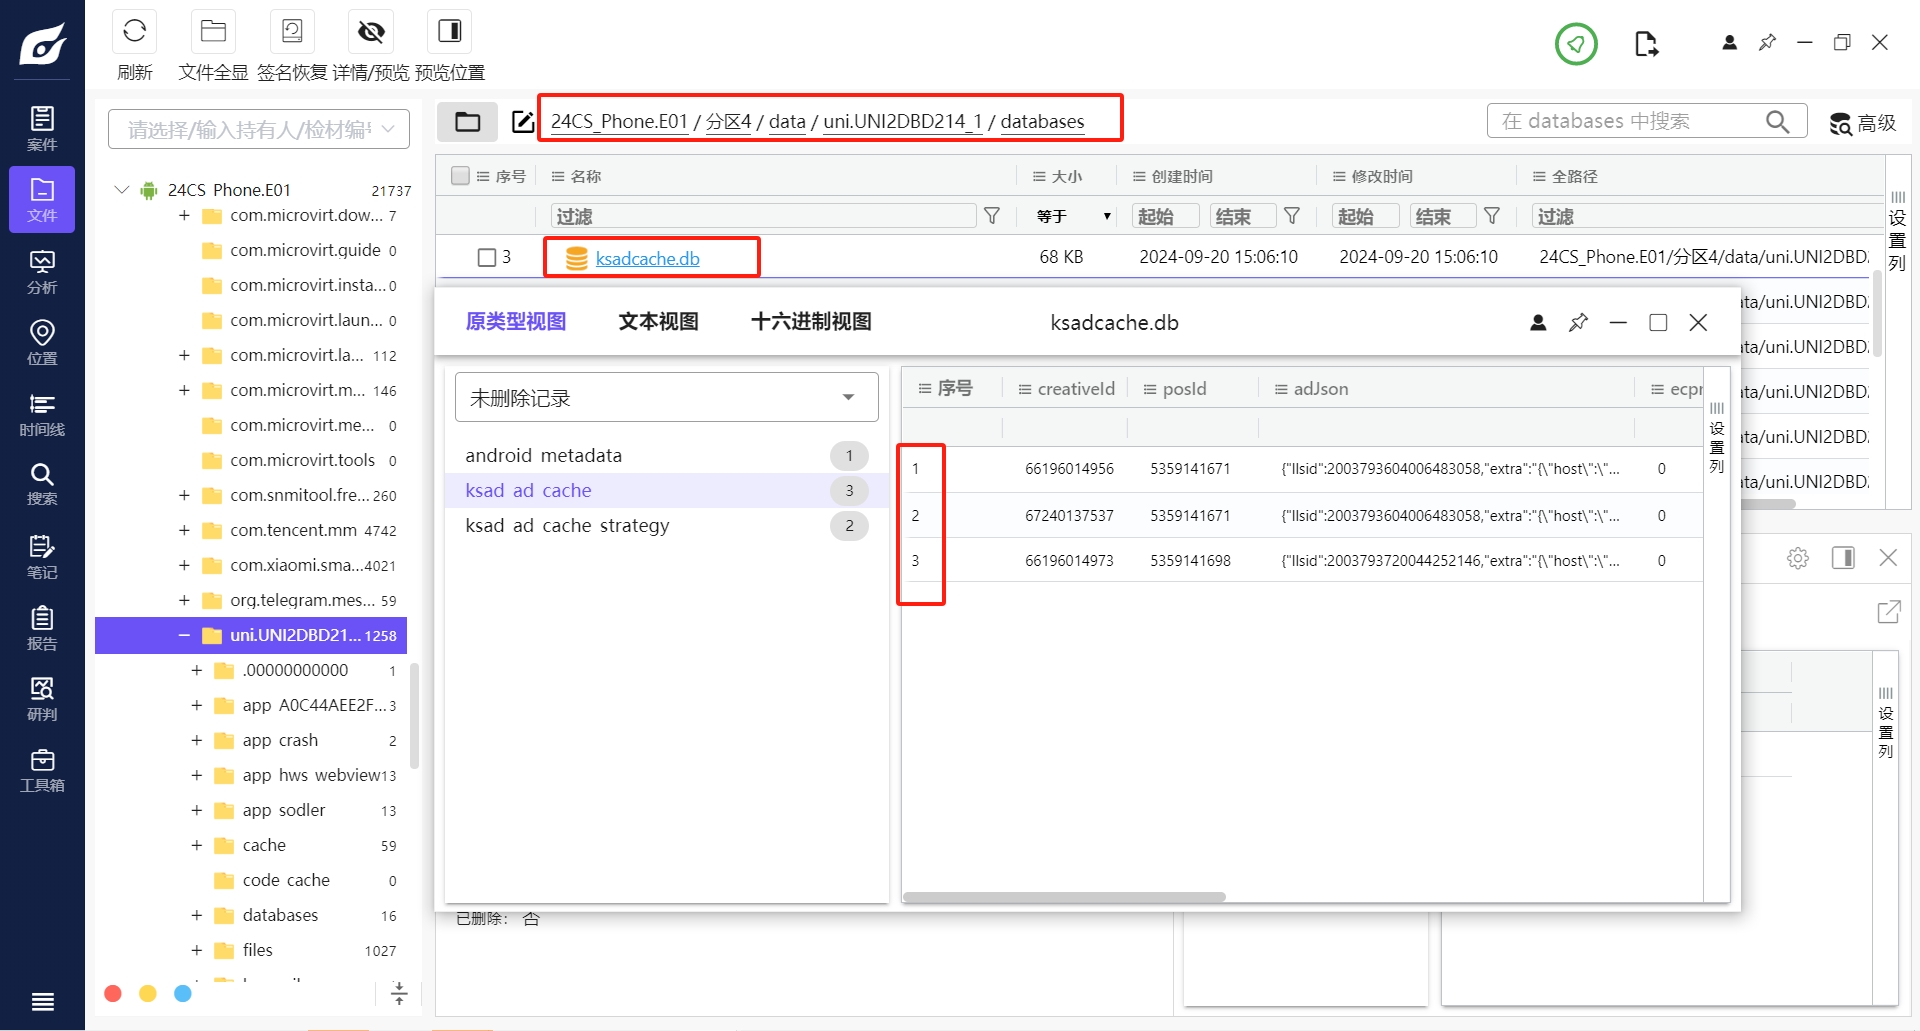 刷新
文件全显
签名恢复
详情/预览
预览位置
案件
文件
分析
位置
时间线
搜索
笔记
报告
研判
工具箱
请选择/输入持有人/检材编号
24CS_Phone.E01 21737
com.microvirt.dow... 7
com.microvirt.guide 0
com.microvirt.insta... 0
com.microvirt.laun... 0
com.microvirt.la... 112
com.microvirt.m... 146
com.microvirt.me... 0
com.microvirt.tools 0
com.snmitool.fre... 260
com.tencent.mm 4742
com.xiaomi.sma... 4021
org.telegram.mes... 59
uni.UNI2DBD21... 1258
.00000000000 1
app A0C44AEE2F... 3
app crash 2
app hws webview 13
app sodler 13
cache 59
code cache 0
databases 16
files 1027
24CS_Phone.E01 / 分区4 / data / uni.UNI2DBD214_1 / databases
在 databases 中搜索
高级
序号 名称 大小 创建时间 修改时间 全路径
过滤 等于 起始 结束 起始 结束 过滤
3 ksadcache.db 68 KB 2024-09-20 15:06:10 2024-09-20 15:06:10 24CS_Phone.E01/分区4/data/uni.UNI2DBD
ata/uni.UNI2DBD
ata/uni.UNI2DBD
ata/uni.UNI2DBD
ata/uni.UNI2DBD
ata/uni.UNI2DBD
设置列
原类型视图 文本视图 十六进制视图 ksadcache.db
未删除记录
android metadata 1
ksad ad cache 3
ksad ad cache strategy 2
序号 creativeId posId adJson ecpr
1 66196014956 5359141671 {"llsid":2003793604006483058,"extra":"{\"host\":\"... 0
2 67240137537 5359141671 {"llsid":2003793604006483058,"extra":"{\"host\":\"... 0
3 66196014973 5359141698 {"llsid":2003793720044252146,"extra":"{\"host\":\"... 0
设置列
设置列
已删除: 否